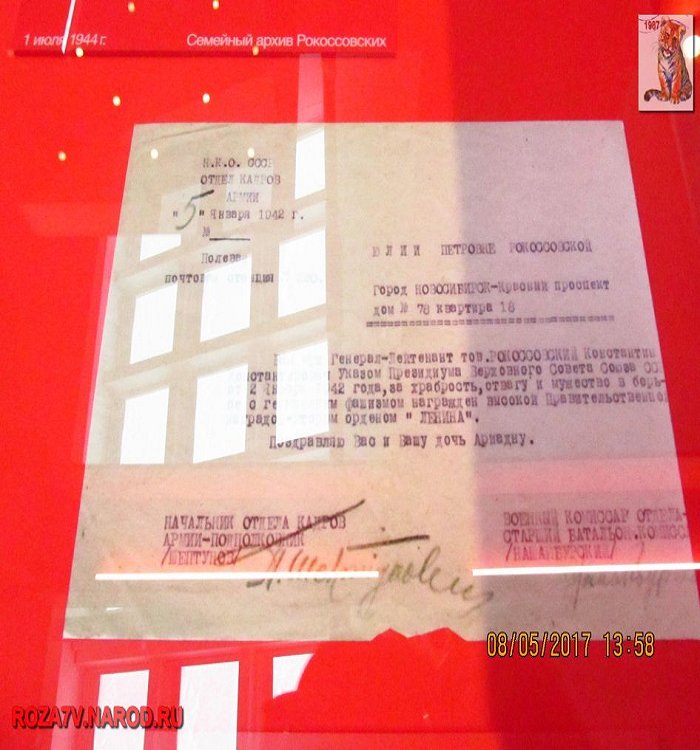 1 июля 1944 г.
Семейный архив Рокоссовских
1907
Н.К.О. СССР
ОТДЕЛ КАДРОВ
АРМИИ
"5" Января 1942 г.
№
ЮЛИИ ПЕТРОВНЕ РОКОССОВСКОЙ
Город НОВОСИБИРСК-Красный проспект
дом № 78 квартира 18
Генерал-Лейтенант тов.РОКОССОВСКИЙ Константин
Указом Президиума Верховного Совета Союза
1942 года,за храбрость,отвагу и мужество в борь-
фашизмом награжден высокой Правительственной
орденом "ЛЕНИНА".
Поздравляю Вас и Вашу дочь Ариадну.
НАЧАЛЬНИК ОТДЕЛА КАДРОВ
АРМИИ-ПОДПОЛКОВНИК
ВОЕННЫЙ КОМИССАР ОТДЕЛА-
СТАРШИЙ БАТАЛЬОН.КОМИСС
08/05/2017 13:58
ROZATV.NAROD.RU